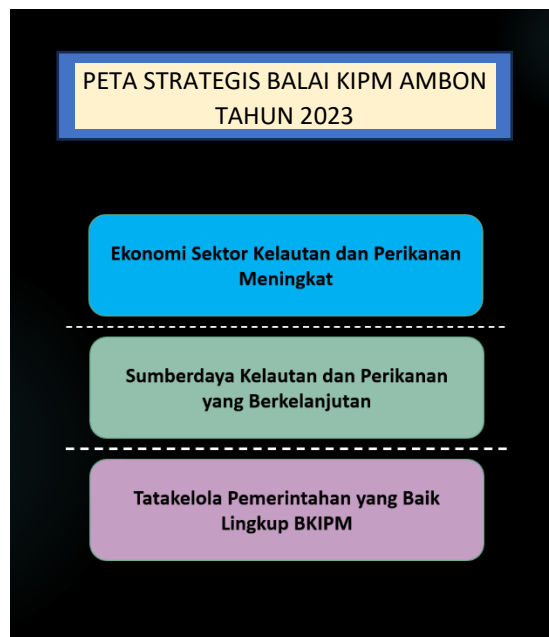 PETA STRATEGIS BALAI KIPM AMBON
TAHUN 2023
Ekonomi Sektor Kelautan dan Perikanan
Meningkat
Sumberdaya Kelautan dan Perikanan
yang Berkelanjutan
Tatakelola Pemerintahan yang Baik
Lingkup BKIPM